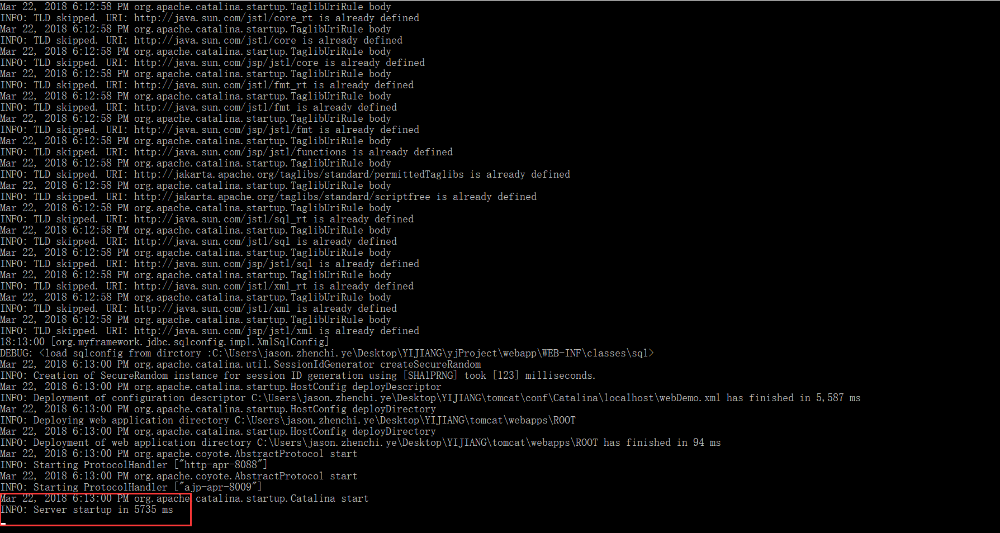 Mar 22, 2018 6:12:58 PM org.apache.catalina.startup.TaglibUriRule body
INFO: TLD skipped. URI: http://java.sun.com/jstl/core_rt is already defined
Mar 22, 2018 6:12:58 PM org.apache.catalina.startup.TaglibUriRule body
INFO: TLD skipped. URI: http://java.sun.com/jstl/core is already defined
Mar 22, 2018 6:12:58 PM org.apache.catalina.startup.TaglibUriRule body
INFO: TLD skipped. URI: http://java.sun.com/jsp/jstl/core is already defined
Mar 22, 2018 6:12:58 PM org.apache.catalina.startup.TaglibUriRule body
INFO: TLD skipped. URI: http://java.sun.com/jstl/fmt_rt is already defined
Mar 22, 2018 6:12:58 PM org.apache.catalina.startup.TaglibUriRule body
INFO: TLD skipped. URI: http://java.sun.com/jstl/fmt is already defined
Mar 22, 2018 6:12:58 PM org.apache.catalina.startup.TaglibUriRule body
INFO: TLD skipped. URI: http://java.sun.com/jsp/jstl/fmt is already defined
Mar 22, 2018 6:12:58 PM org.apache.catalina.startup.TaglibUriRule body
INFO: TLD skipped. URI: http://java.sun.com/jsp/jstl/functions is already defined
Mar 22, 2018 6:12:58 PM org.apache.catalina.startup.TaglibUriRule body
INFO: TLD skipped. URI: http://jakarta.apache.org/taglibs/standard/permittedTaglibs is already defined
Mar 22, 2018 6:12:58 PM org.apache.catalina.startup.TaglibUriRule body
INFO: TLD skipped. URI: http://jakarta.apache.org/taglibs/standard/scriptfree is already defined
Mar 22, 2018 6:12:58 PM org.apache.catalina.startup.TaglibUriRule body
INFO: TLD skipped. URI: http://java.sun.com/jstl/sql_rt is already defined
Mar 22, 2018 6:12:58 PM org.apache.catalina.startup.TaglibUriRule body
INFO: TLD skipped. URI: http://java.sun.com/jstl/sql is already defined
Mar 22, 2018 6:12:58 PM org.apache.catalina.startup.TaglibUriRule body
INFO: TLD skipped. URI: http://java.sun.com/jsp/jstl/sql is already defined
Mar 22, 2018 6:12:58 PM org.apache.catalina.startup.TaglibUriRule body
INFO: TLD skipped. URI: http://java.sun.com/jstl/xml_rt is already defined
Mar 22, 2018 6:12:58 PM org.apache.catalina.startup.TaglibUriRule body
INFO: TLD skipped. URI: http://java.sun.com/jstl/xml is already defined
Mar 22, 2018 6:12:58 PM org.apache.catalina.startup.TaglibUriRule body
INFO: TLD skipped. URI: http://java.sun.com/jsp/jstl/xml is already defined
18:13:00 [org.myframework.jdbc.sqlconfig.impl.XmlSqlConfig]
DEBUG: <load sqlconfig from dirctory :C:\Users\jason.zhenchi.ye\Desktop\YIJIANG\yjProject\webapp\WEB-INF\classes\sql>
Mar 22, 2018 6:13:00 PM org.apache.catalina.util.SessionIdGenerator createSecureRandom
INFO: Creation of SecureRandom instance for session ID generation using [SHA1PRNG] took [123] milliseconds.
Mar 22, 2018 6:13:00 PM org.apache.catalina.startup.HostConfig deployDescriptor
INFO: Deployment of configuration descriptor C:\Users\jason.zhenchi.ye\Desktop\YIJIANG\tomcat\conf\Catalina\localhost\webDemo.xml has finished in 5,587 ms
Mar 22, 2018 6:13:00 PM org.apache.catalina.startup.HostConfig deployDirectory
INFO: Deploying web application directory C:\Users\jason.zhenchi.ye\Desktop\YIJIANG\tomcat\webapps\ROOT
Mar 22, 2018 6:13:00 PM org.apache.catalina.startup.HostConfig deployDirectory
INFO: Deployment of web application directory C:\Users\jason.zhenchi.ye\Desktop\YIJIANG\tomcat\webapps\ROOT has finished in 94 ms
Mar 22, 2018 6:13:00 PM org.apache.coyote.AbstractProtocol start
INFO: Starting ProtocolHandler ["http-apr-8088"]
Mar 22, 2018 6:13:00 PM org.apache.coyote.AbstractProtocol start
INFO: Starting ProtocolHandler ["ajp-apr-8009"]
Mar 22, 2018 6:13:00 PM org.apache.catalina.startup.Catalina start
INFO: Server startup in 5735 ms